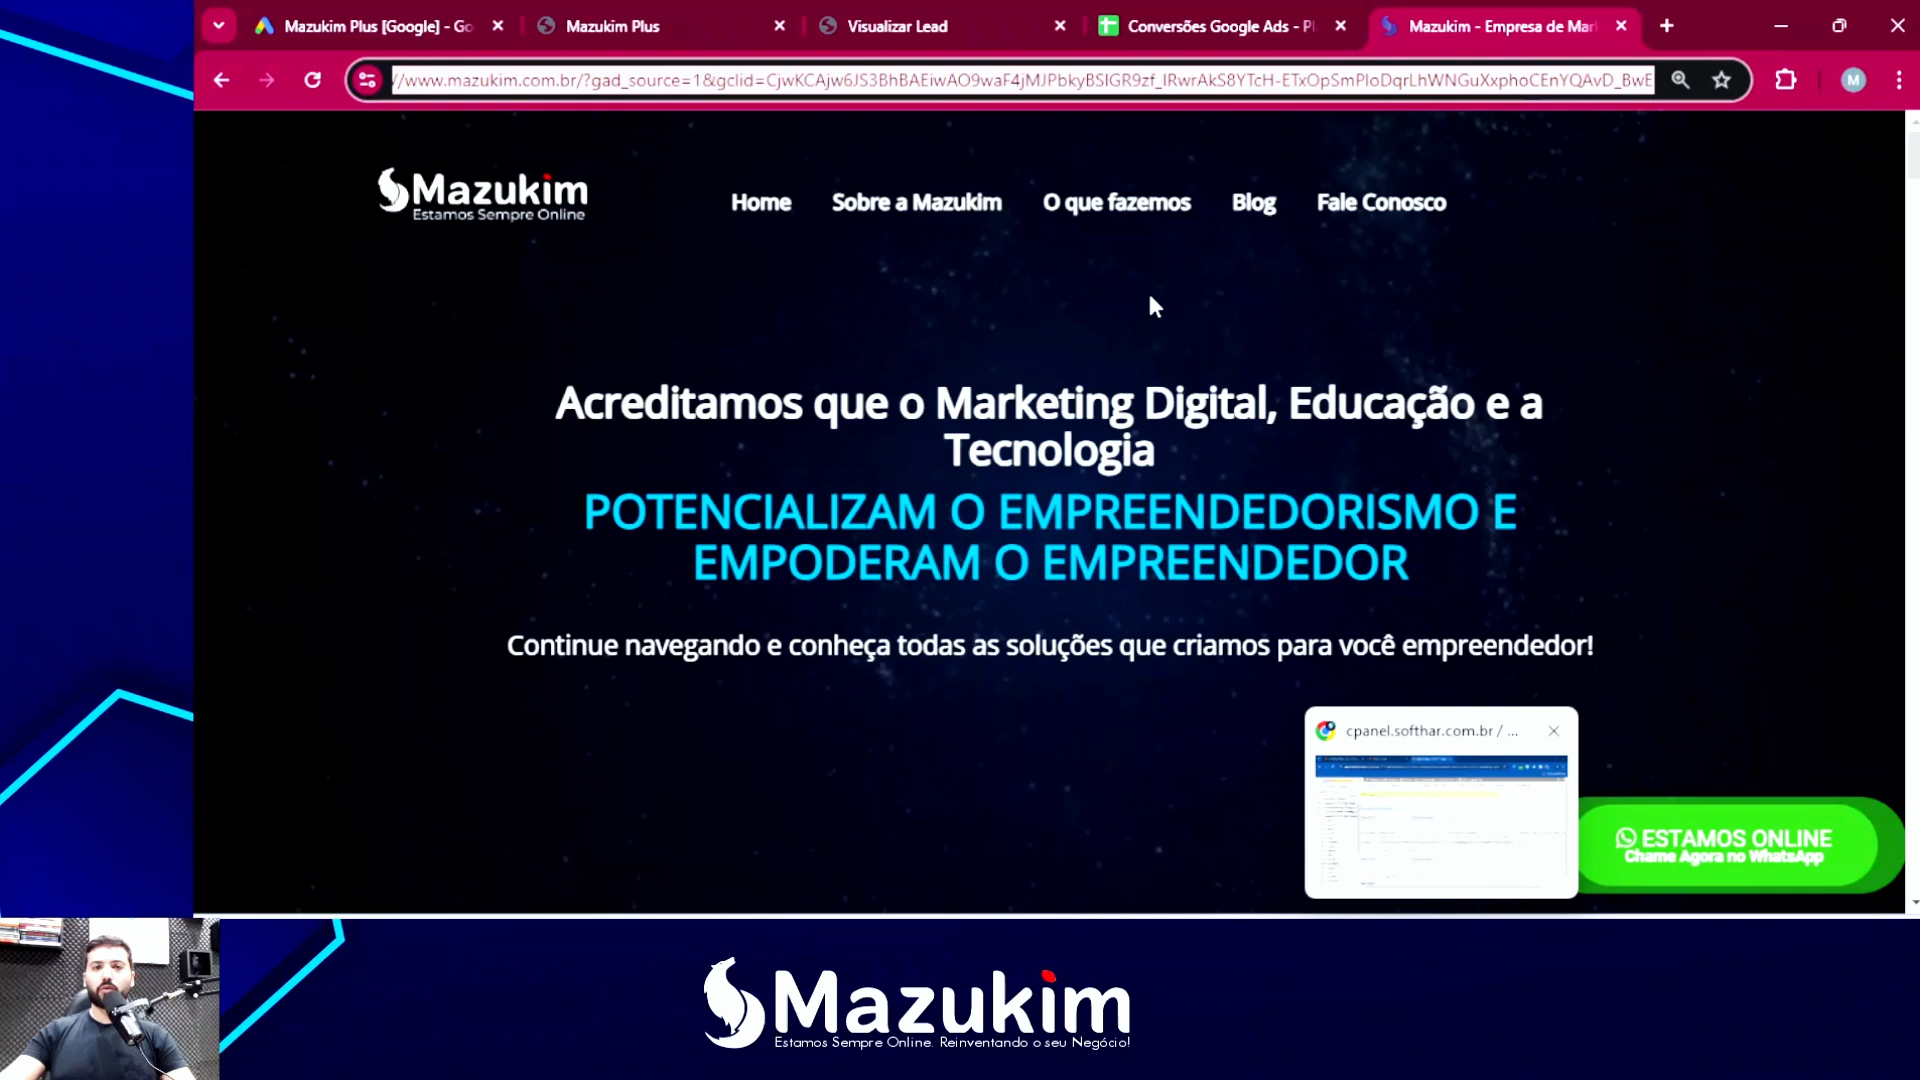 Mazukim Plus [Google] - Go
Mazukim Plus
Visualizar Lead
Conversões Google Ads - Pl
Mazukim - Empresa de Mar
//www.mazukim.com.br/?gad_source=1&gclid=CjwKCAjw6JS3BhBAEiwAO9waF4jMJPbkyBSIGR9zf_IRwrAkS8YTcH-ETxOpSmPIoDqrLhWNGuXxphoCEnYQAvD_BwE
M
Mazukim
Estamos Sempre Online
Home
Sobre a Mazukim
O que fazemos
Blog
Fale Conosco
Acreditamos que o Marketing Digital, Educação e a
Tecnologia
POTENCIALIZAM O EMPREENDEDORISMO E
EMPODERAM O EMPREENDEDOR
Continue navegando e conheça todas as soluções que criamos para você empreendedor!
cpanel.softhar.com.br / ...
ESTAMOS ONLINE
Chame Agora no WhatsApp
Mazukim
Estamos Sempre Online. Reinventando o seu Negócio!